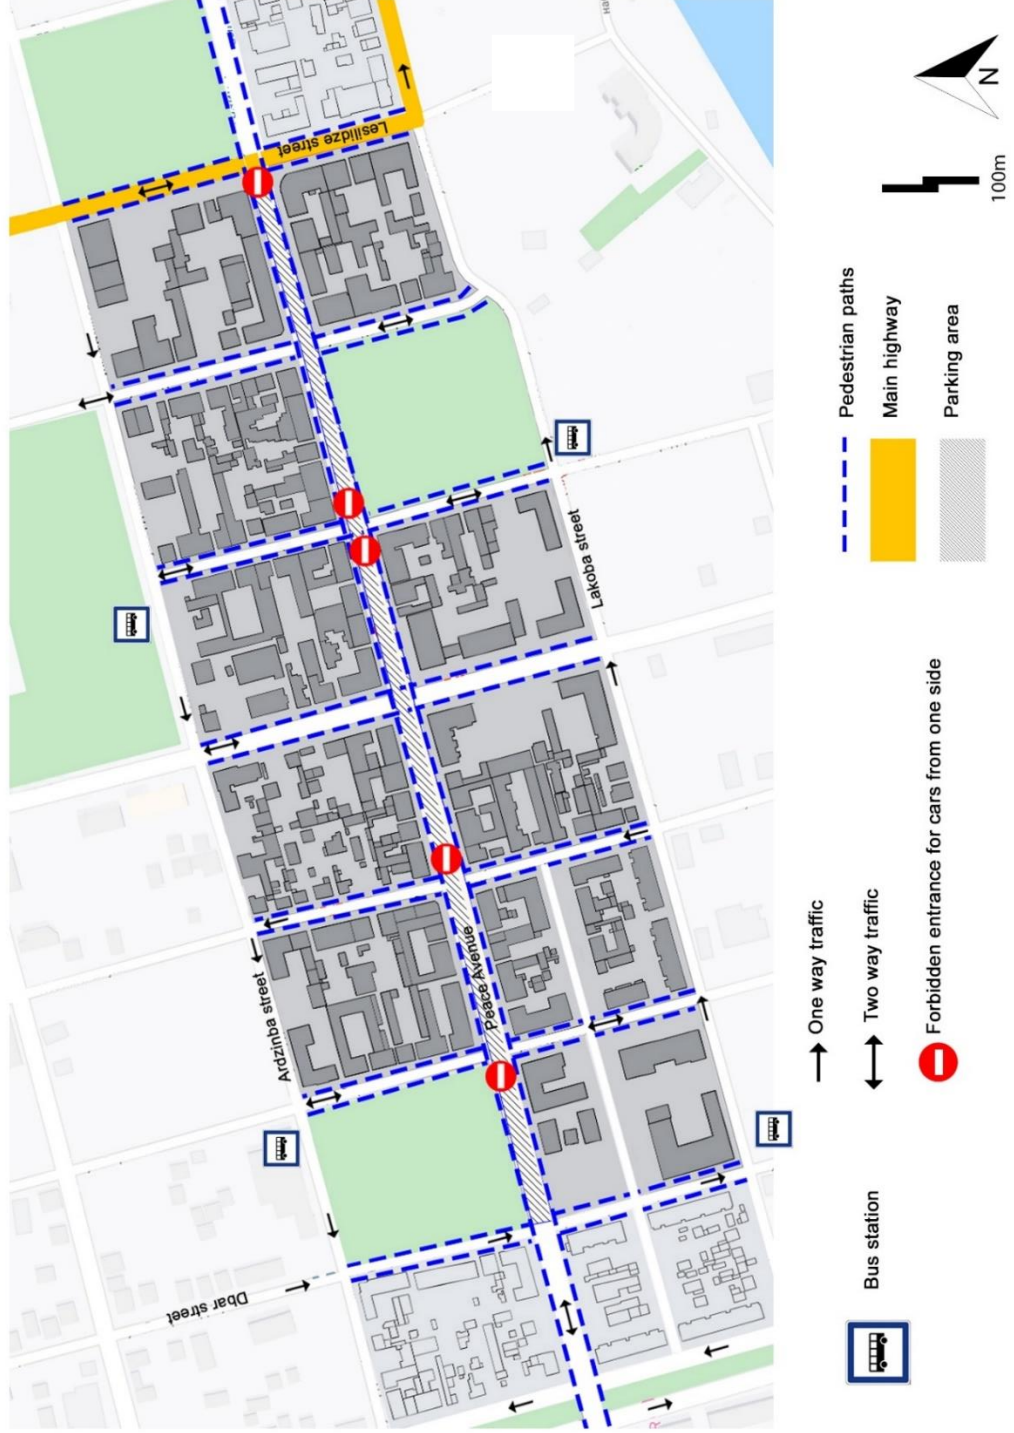 Lesilidze street
Lakoba street
Peace Avenue
Ardzinba street
Dbar street
N
100m
Pedestrian paths
Main highway
Parking area
One way traffic
Two way traffic
Forbidden entrance for cars from one side
Bus station